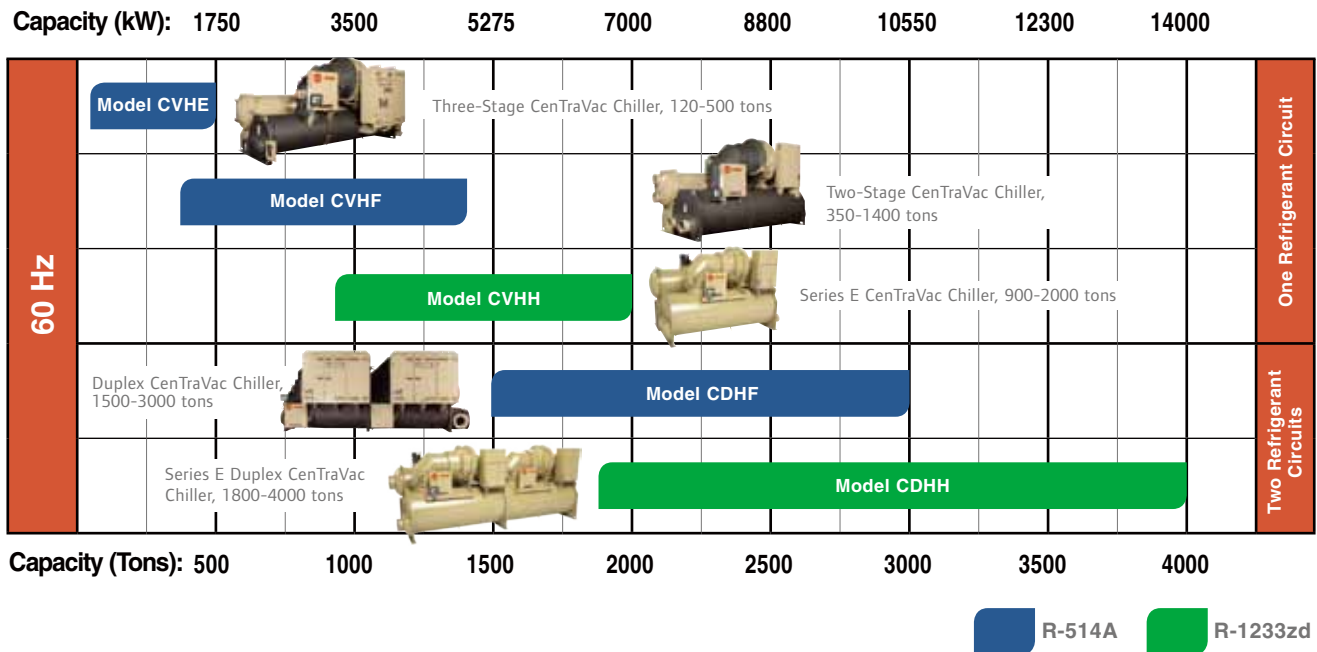 Capacity (kW): 1750 3500 5275 7000 8800 10550 12300 14000
60 Hz
One Refrigerant Circuit
Model CVHE
Three-Stage CenTraVac Chiller, 120-500 tons
Model CVHF
Two-Stage CenTraVac Chiller,
350-1400 tons
Model CVHH
Series E CenTraVac Chiller, 900-2000 tons
Two Refrigerant
Circuits
Duplex CenTraVac Chiller,
1500-3000 tons
Model CDHF
Series E Duplex CenTraVac
Chiller, 1800-4000 tons
Model CDHH
Capacity (Tons): 500 1000 1500 2000 2500 3000 3500 4000
R-514A
R-1233zd